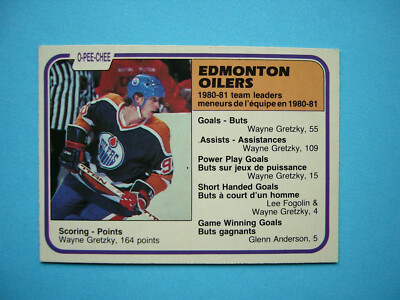 O-PEE-CHEE
EDMONTON
OILERS
1980-81 team leaders
meneurs de l'équipe en 1980-81
Goals - Buts
Wayne Gretzky, 55
Assists - Assistances
Wayne Gretzky, 109
Power Play Goals
Buts sur jeux de puissance
Wayne Gretzky, 15
Short Handed Goals
Buts à court d'un homme
Lee Fogolin &
Wayne Gretzky, 4
Game Winning Goals
Buts gagnants
Glenn Anderson, 5
Scoring - Points
Wayne Gretzky, 164 points
OILERS
9